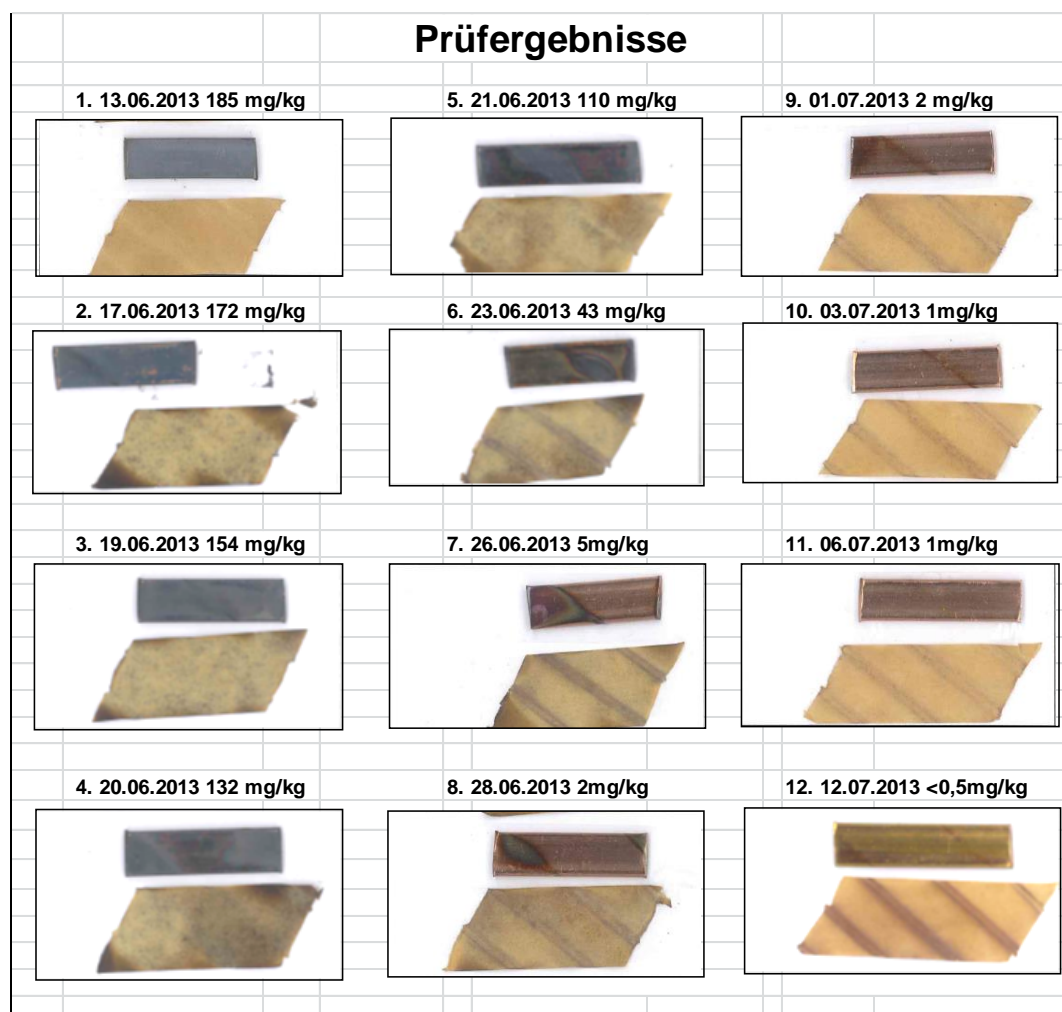 Prüfergebnisse
1. 13.06.2013 185 mg/kg
5. 21.06.2013 110 mg/kg
9. 01.07.2013 2 mg/kg
2. 17.06.2013 172 mg/kg
6. 23.06.2013 43 mg/kg
10. 03.07.2013 1mg/kg
3. 19.06.2013 154 mg/kg
7. 26.06.2013 5mg/kg
11. 06.07.2013 1mg/kg
4. 20.06.2013 132 mg/kg
8. 28.06.2013 2mg/kg
12. 12.07.2013 <0,5mg/kg